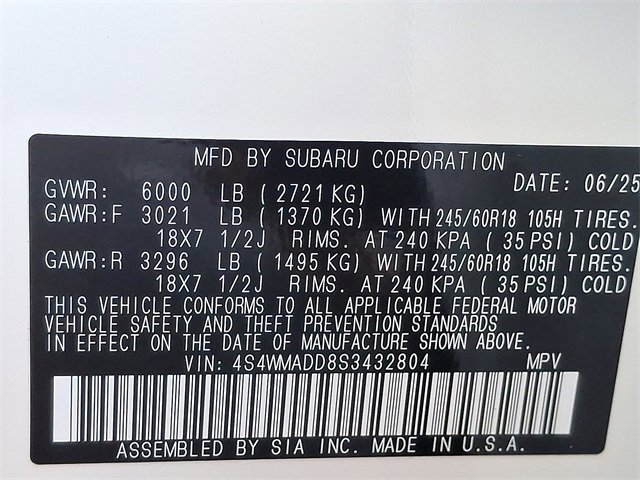 MFD BY SUBARU CORPORATION
DATE: 06/25
GVWR: 6000 LB ( 2721 KG)
GAWR:F 3021 LB ( 1370 KG) WITH 245/60R18 105H TIRES.
18X7 1/2J RIMS. AT 240 KPA ( 35 PSI) COLD
GAWR:R 3296 LB ( 1495 KG) WITH 245/60R18 105H TIRES.
18X7 1/2J RIMS. AT 240 KPA ( 35 PSI) COLD
THIS VEHICLE CONFORMS TO ALL APPLICABLE FEDERAL MOTOR
VEHICLE SAFETY AND THEFT PREVENTION STANDARDS
IN EFFECT ON THE DATE OF MANUFACTURE SHOWN ABOVE.
VIN: 4S4WMADD8S3432804 MPV
ASSEMBLED BY SIA INC. MADE IN U.S.A.